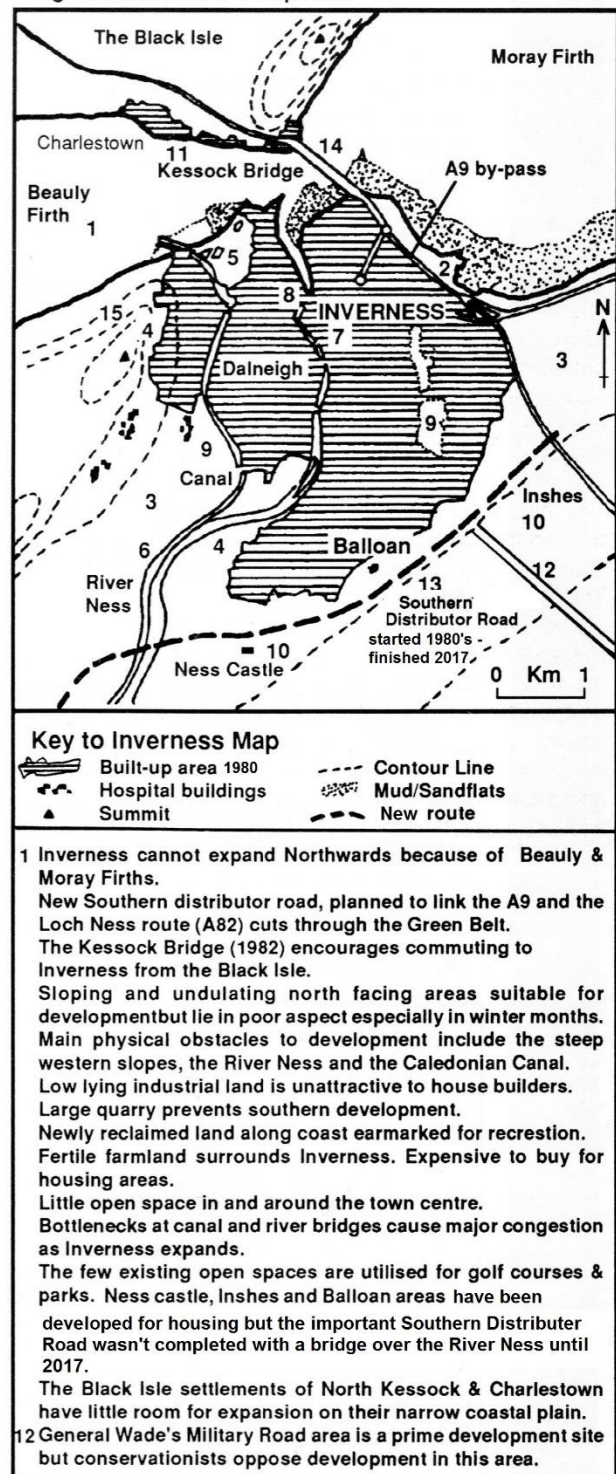 The Black Isle
Moray Firth
Charlestown
11
Kessock Bridge
14
A9 by-pass
Beauly
Firth
1
5
2
8
INVERNESS
N
15
4
7
3
Dalneigh
9
9
Canal
Inshes
10
3
6
4
Balloan
12
River
Ness
13
Southern
Distributor Road
started 1980's -
finished 2017
10
Ness Castle
0 Km 1
Key to Inverness Map
Built-up area 1980
Contour Line
Hospital buildings
Mud/Sandflats
Summit
New route
1 Inverness cannot expand Northwards because of Beauly &
Moray Firths.
New Southern distributor road, planned to link the A9 and the
Loch Ness route (A82) cuts through the Green Belt.
The Kessock Bridge (1982) encourages commuting to
Inverness from the Black Isle.
Sloping and undulating north facing areas suitable for
developmentbut lie in poor aspect especially in winter months.
Main physical obstacles to development include the steep
western slopes, the River Ness and the Caledonian Canal.
Low lying industrial land is unattractive to house builders.
Large quarry prevents southern development.
Newly reclaimed land along coast earmarked for recrestion.
Fertile farmland surrounds Inverness. Expensive to buy for
housing areas.
Little open space in and around the town centre.
Bottlenecks at canal and river bridges cause major congestion
as Inverness expands.
The few existing open spaces are utilised for golf courses &
parks. Ness castle, Inshes and Balloan areas have been
developed for housing but the important Southern Distributer
Road wasn't completed with a bridge over the River Ness until
2017.
The Black Isle settlements of North Kessock & Charlestown
have little room for expansion on their narrow coastal plain.
12 General Wade's Military Road area is a prime development site
but conservationists oppose development in this area.